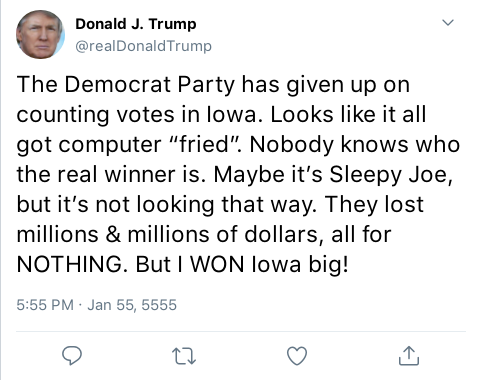 Donald J. Trump
@realDonaldTrump
The Democrat Party has given up on
counting votes in Iowa. Looks like it all
got computer “fried”. Nobody knows who
the real winner is. Maybe it’s Sleepy Joe,
but it’s not looking that way. They lost
millions & millions of dollars, all for
NOTHING. But I WON Iowa big!
5:55 PM · Jan 55, 5555